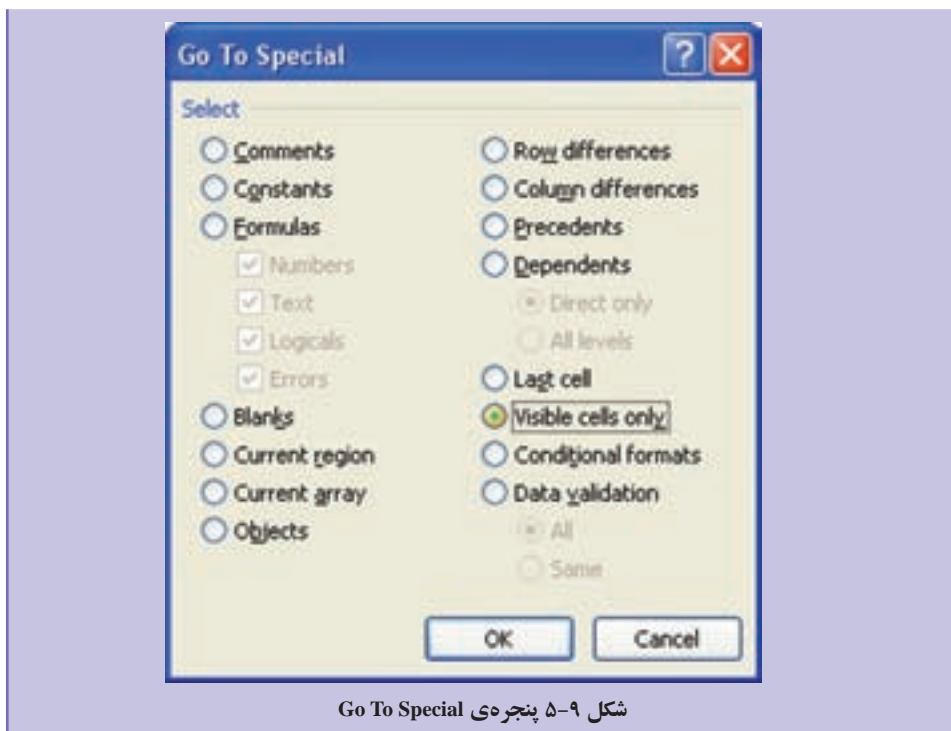 Go To Special
Select
Comments
Constants
Formulas
Numbers
Text
Logicals
Errors
Blanks
Current region
Current array
Objects
Row differences
Column differences
Precedents
Dependents
Direct only
All levels
Last cell
Visible cells only
Conditional formats
Data validation
All
Same
OK
Cancel
شکل ۹-۵ پنجره‌ی Go To Special